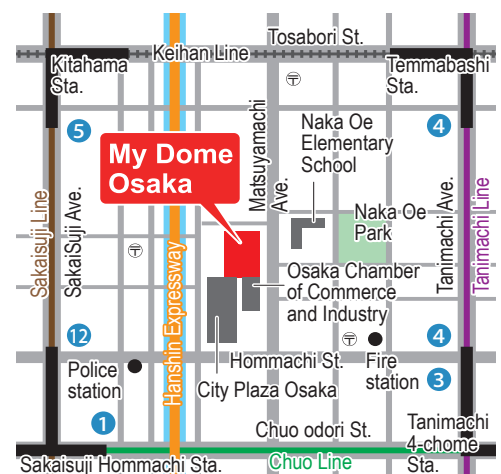 Tosabori St.
Keihan Line
Kitahama
Sta.
Temmabashi
Sta.
〒
5
4
My Dome
Osaka
Matsuyamachi
Ave.
Naka Oe
Elementary
School
Naka Oe
Park
Sakaisuji Line
SakaiSuji Ave.
Hanshin Expressway
Tanimachi Ave.
Tanimachi Line
〒
Osaka Chamber
of Commerce
and Industry
12
〒
4
Hommachi St.
Police
station
City Plaza Osaka
Fire
station
3
1
Chuo odori St.
Tanimachi
4-chome
Sta.
Sakaisuji Hommachi Sta.
Chuo Line